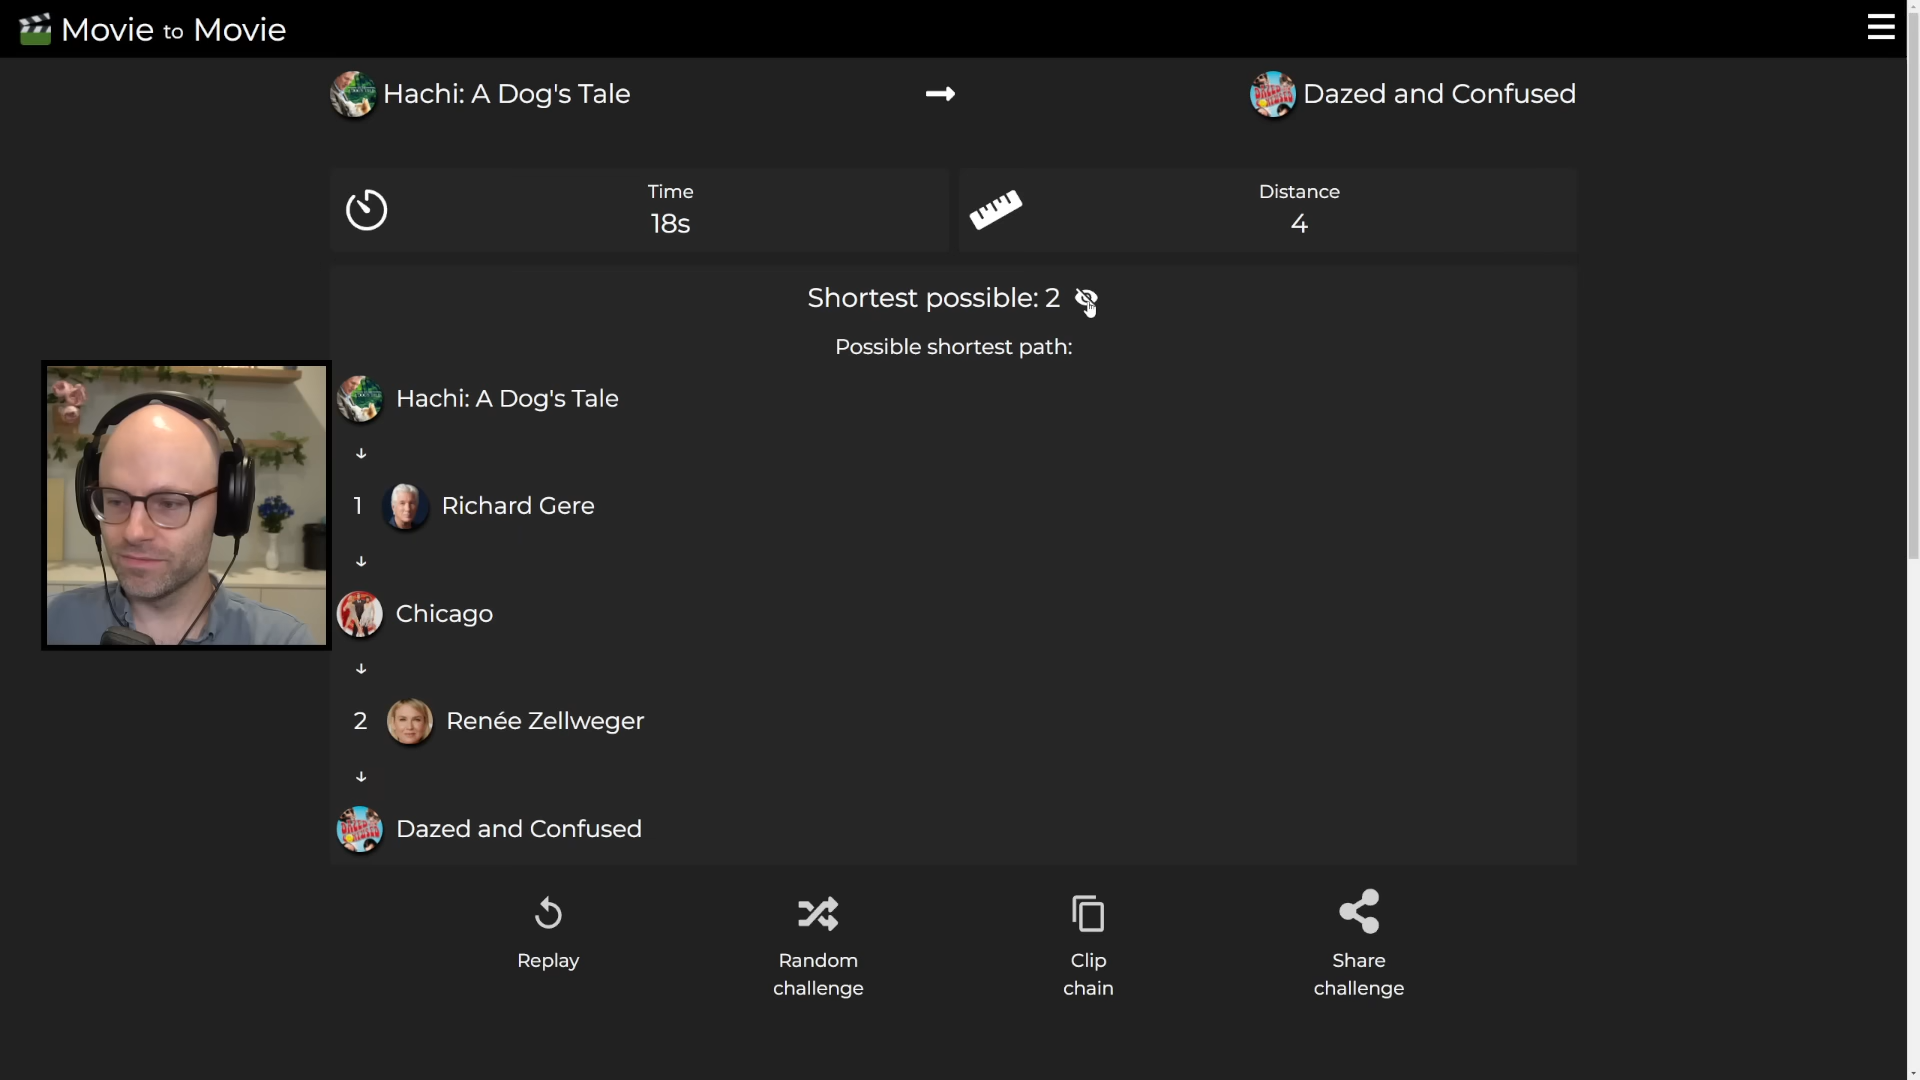 Movie to Movie
Hachi: A Dog's Tale
Dazed and Confused
Time
18s
Distance
4
Shortest possible: 2
Possible shortest path:
Hachi: A Dog's Tale
1 Richard Gere
Chicago
2 Renée Zellweger
Dazed and Confused
Replay
Random
challenge
Clip
chain
Share
challenge